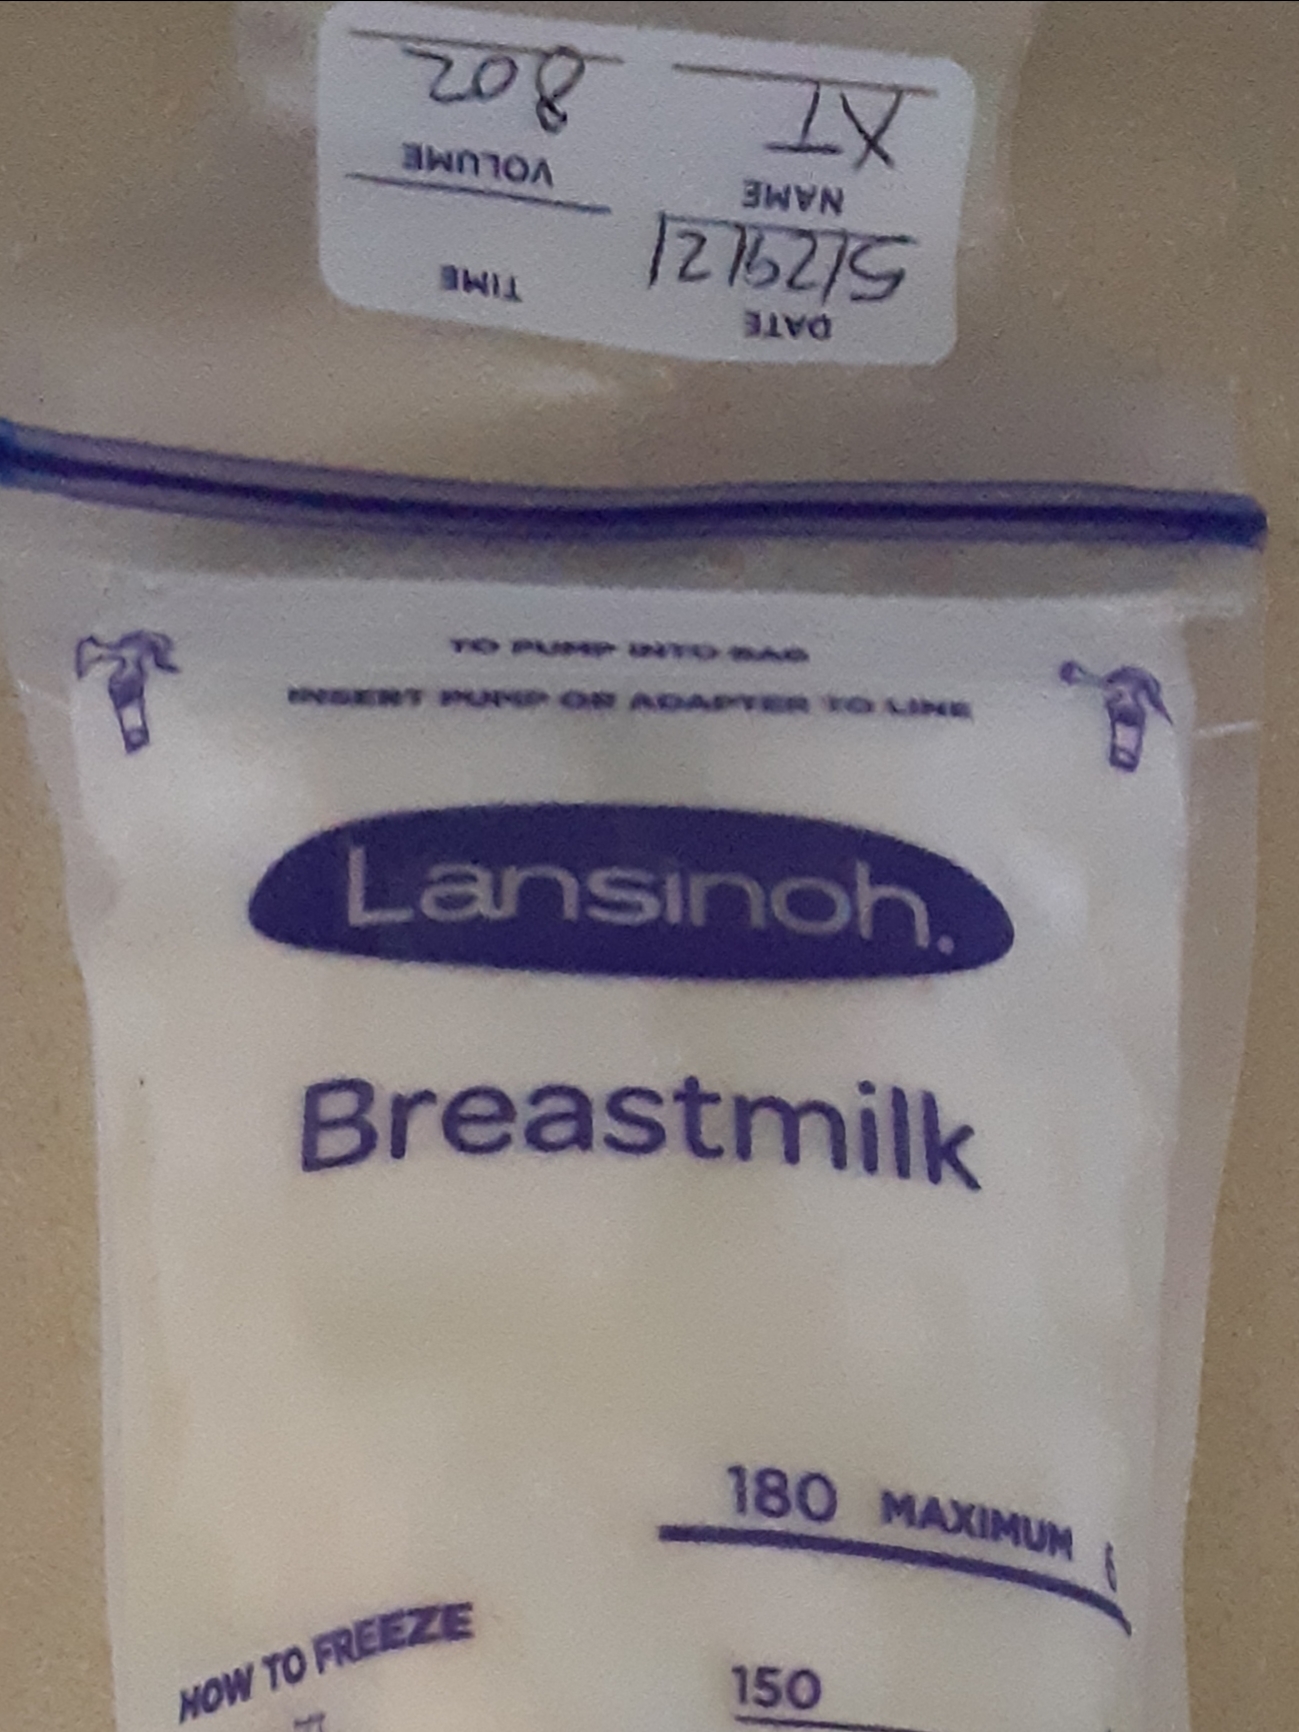 DATE 5/29/21 TIME
NAME XT VOLUME 8oz
TO PUMP INTO BAG
INSERT PUMP OR ADAPTER TO LINE
Lansinoh.
Breastmilk
180 MAXIMUM
HOW TO FREEZE
150